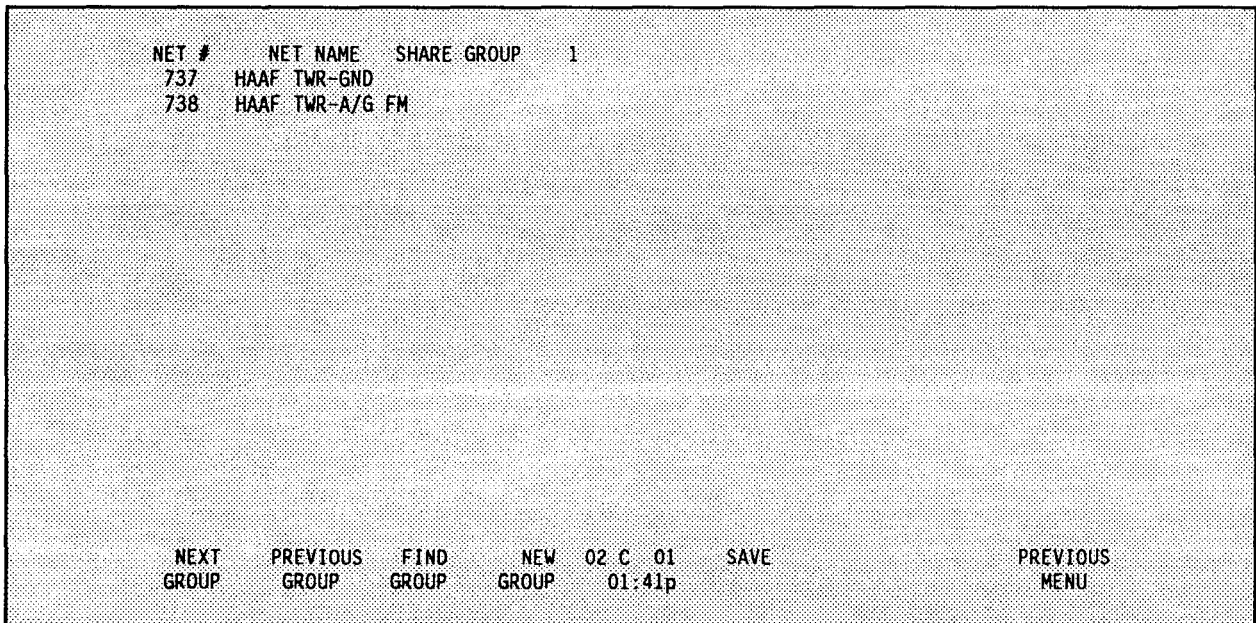 NET #     NET NAME   SHARE GROUP    1
737   HAAF TWR-GND
738   HAAF TWR-A/G FM
NEXT     PREVIOUS   FIND     NEW   02 C  01     SAVE     PREVIOUS
GROUP     GROUP    GROUP    GROUP    01:41p     MENU